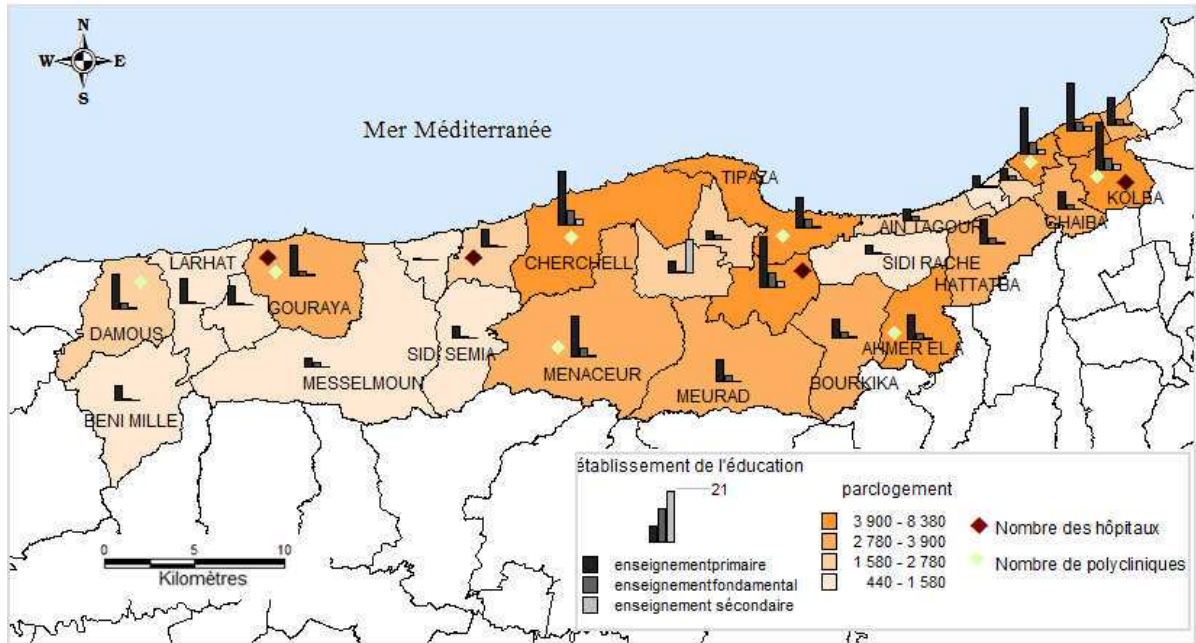 N
W E
S
Mer Méditerranée
TIPAZA
KOLEA
CHAIBA
AIN TAGOUR
LARHAT
CHERCHELL
SIDI RACHE
HATTATBA
GOURAYA
DAMOUS
SIDI SEMIA
MENACEUR
AHMER EL A
MESSELMOUN
BOURKIKA
MEURAD
BENI MILLE
établissement de l'éducation
21
enseignementprimaire
enseignementfondamental
enseignement sécondaire
parclogement
3 900 - 8 380
2 780 - 3 900
1 580 - 2 780
440 - 1 580
Nombre des hôpitaux
Nombre de polycliniques
0 5 10
Kilomètres